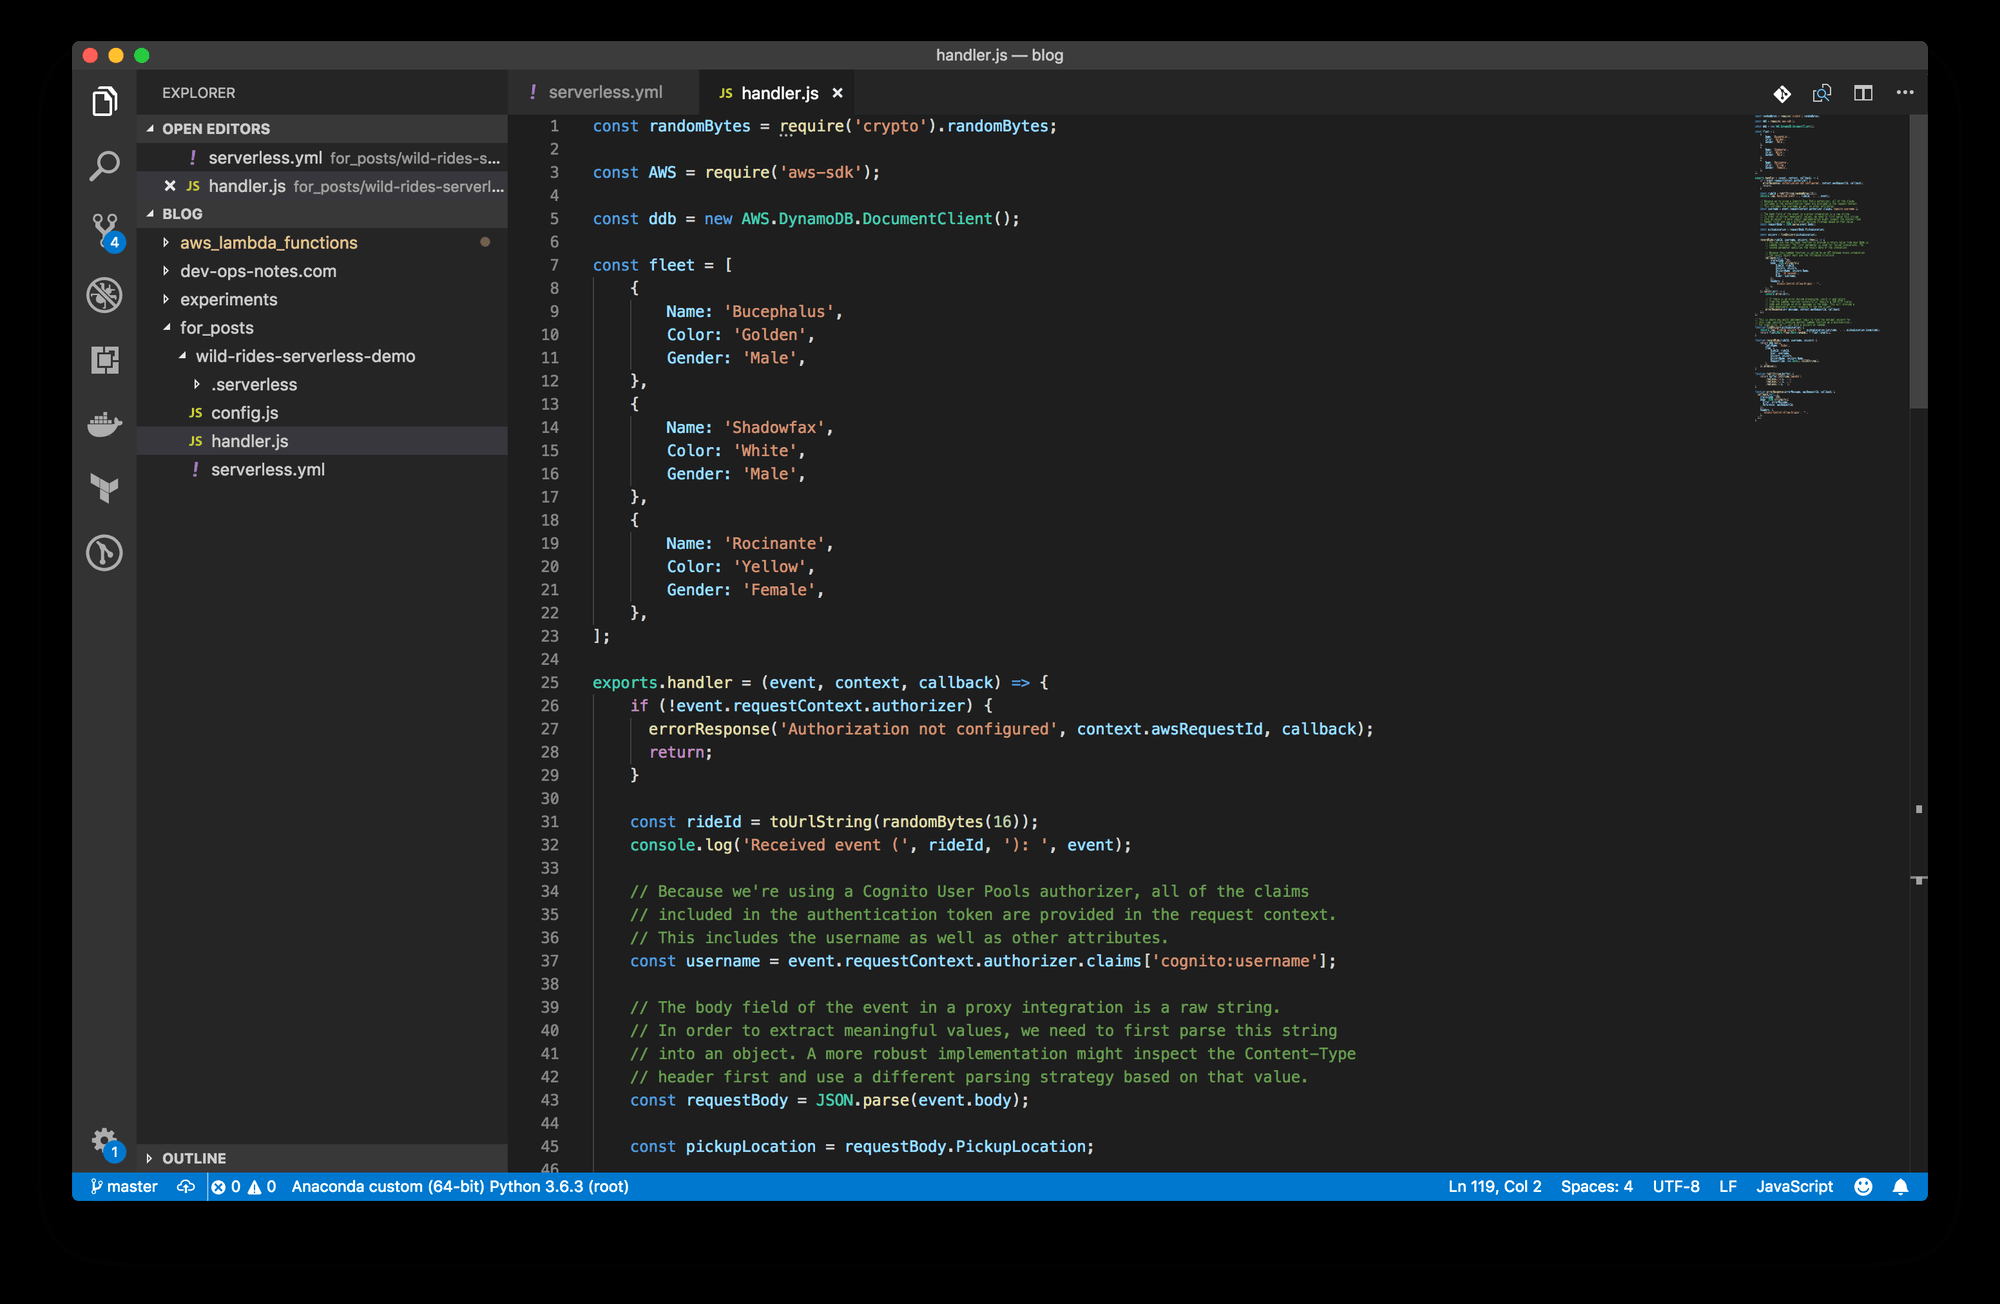 handler.js — blog
EXPLORER
OPEN EDITORS
! serverless.yml for_posts/wild-rides-s...
JS handler.js for_posts/wild-rides-serverl...
BLOG
aws_lambda_functions
dev-ops-notes.com
experiments
for_posts
wild-rides-serverless-demo
.serverless
JS config.js
JS handler.js
! serverless.yml
OUTLINE
4
1
! serverless.yml
JS handler.js
1 const randomBytes = require('crypto').randomBytes;
2
3 const AWS = require('aws-sdk');
4
5 const ddb = new AWS.DynamoDB.DocumentClient();
6
7 const fleet = [
8 {
9 Name: 'Bucephalus',
10 Color: 'Golden',
11 Gender: 'Male',
12 },
13 {
14 Name: 'Shadowfax',
15 Color: 'White',
16 Gender: 'Male',
17 },
18 {
19 Name: 'Rocinante',
20 Color: 'Yellow',
21 Gender: 'Female',
22 },
23 ];
24
25 exports.handler = (event, context, callback) => {
26 if (!event.requestContext.authorizer) {
27 errorResponse('Authorization not configured', context.awsRequestId, callback);
28 return;
29 }
30
31 const rideId = toUrlString(randomBytes(16));
32 console.log('Received event (', rideId, '): ', event);
33
34 // Because we're using a Cognito User Pools authorizer, all of the claims
35 // included in the authentication token are provided in the request context.
36 // This includes the username as well as other attributes.
37 const username = event.requestContext.authorizer.claims['cognito:username'];
38
39 // The body field of the event in a proxy integration is a raw string.
40 // In order to extract meaningful values, we need to first parse this string
41 // into an object. A more robust implementation might inspect the Content-Type
42 // header first and use a different parsing strategy based on that value.
43 const requestBody = JSON.parse(event.body);
44
45 const pickupLocation = requestBody.PickupLocation;
46
master
0 0
Anaconda custom (64-bit) Python 3.6.3 (root)
Ln 119, Col 2
Spaces: 4
UTF-8
LF
JavaScript